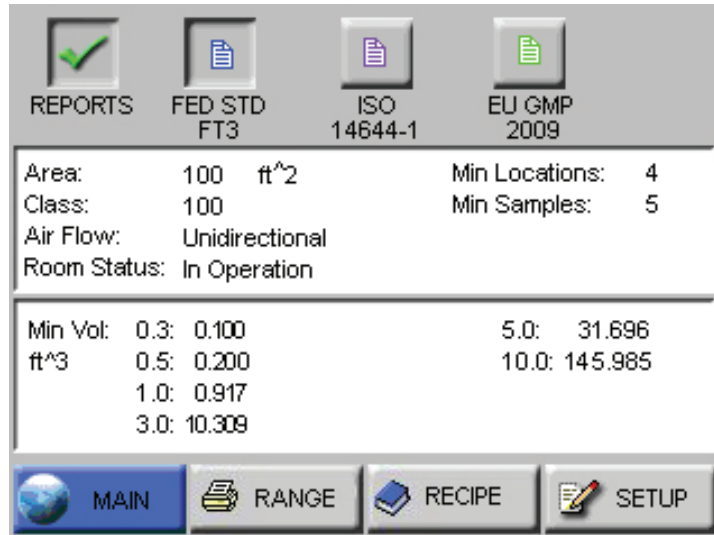 REPORTS FED STD ISO EU GMP
FT3 14644-1 2009
Area: 100 ft^2 Min Locations: 4
Class: 100 Min Samples: 5
Air Flow: Unidirectional
Room Status: In Operation
Min Vol: 0.3: 0.100 5.0: 31.696
ft^3 0.5: 0.200 10.0: 145.985
1.0: 0.917
3.0: 10.309
MAIN RANGE RECIPE SETUP